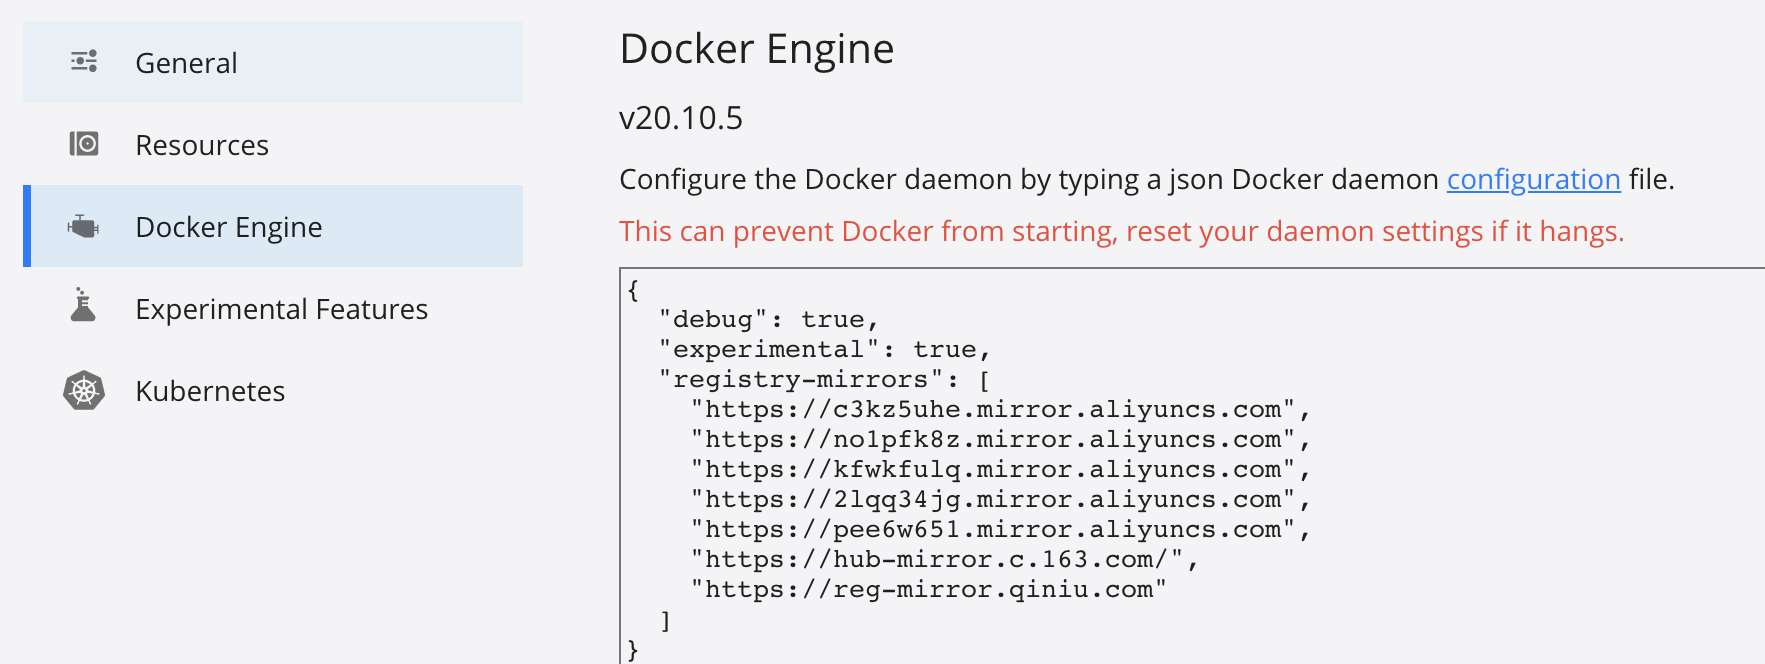 General
Resources
Docker Engine
Experimental Features
Kubernetes
Docker Engine
v20.10.5
Configure the Docker daemon by typing a json Docker daemon configuration file.
This can prevent Docker from starting, reset your daemon settings if it hangs.
{
  "debug": true,
  "experimental": true,
  "registry-mirrors": [
    "https://c3kz5uhe.mirror.aliyuncs.com",
    "https://no1pfk8z.mirror.aliyuncs.com",
    "https://kfwkfulq.mirror.aliyuncs.com",
    "https://2lqq34jg.mirror.aliyuncs.com",
    "https://pee6w651.mirror.aliyuncs.com",
    "https://hub-mirror.c.163.com/",
    "https://reg-mirror.qiniu.com"
  ]
}